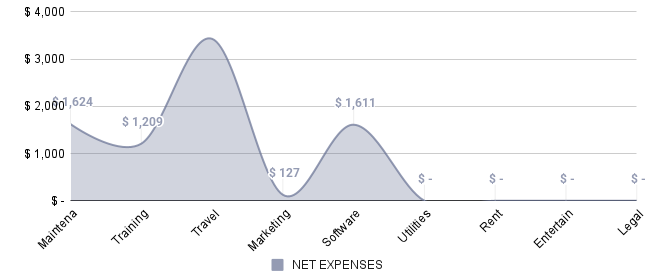 $ 4,000
$ 3,000
$ 2,000
$ 1,000
$ -
$ 1,624
$ 1,209
$ 127
$ 1,611
$ -
$ -
$ -
$ -
Maintena
Training
Travel
Marketing
Software
Utilities
Rent
Entertain
Legal
NET EXPENSES